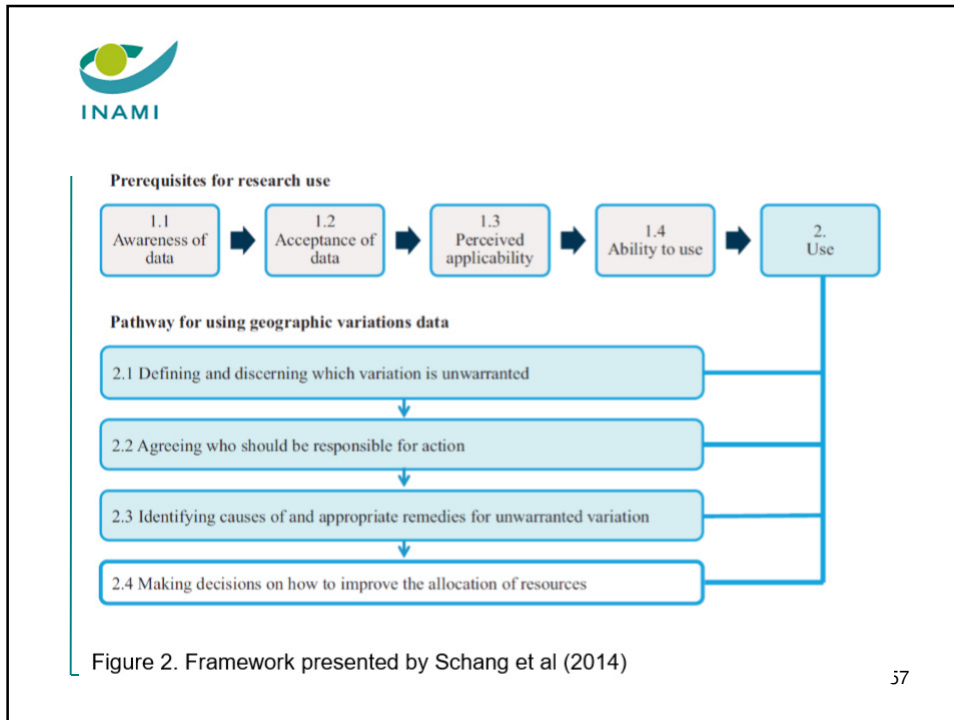 INAMI
Prerequisites for research use
1.1
Awareness of
data
1.2
Acceptance of
data
1.3
Perceived
applicability
1.4
Ability to use
2.
Use
Pathway for using geographic variations data
2.1 Defining and discerning which variation is unwarranted
2.2 Agreeing who should be responsible for action
2.3 Identifying causes of and appropriate remedies for unwarranted variation
2.4 Making decisions on how to improve the allocation of resources
Figure 2. Framework presented by Schang et al (2014)
57